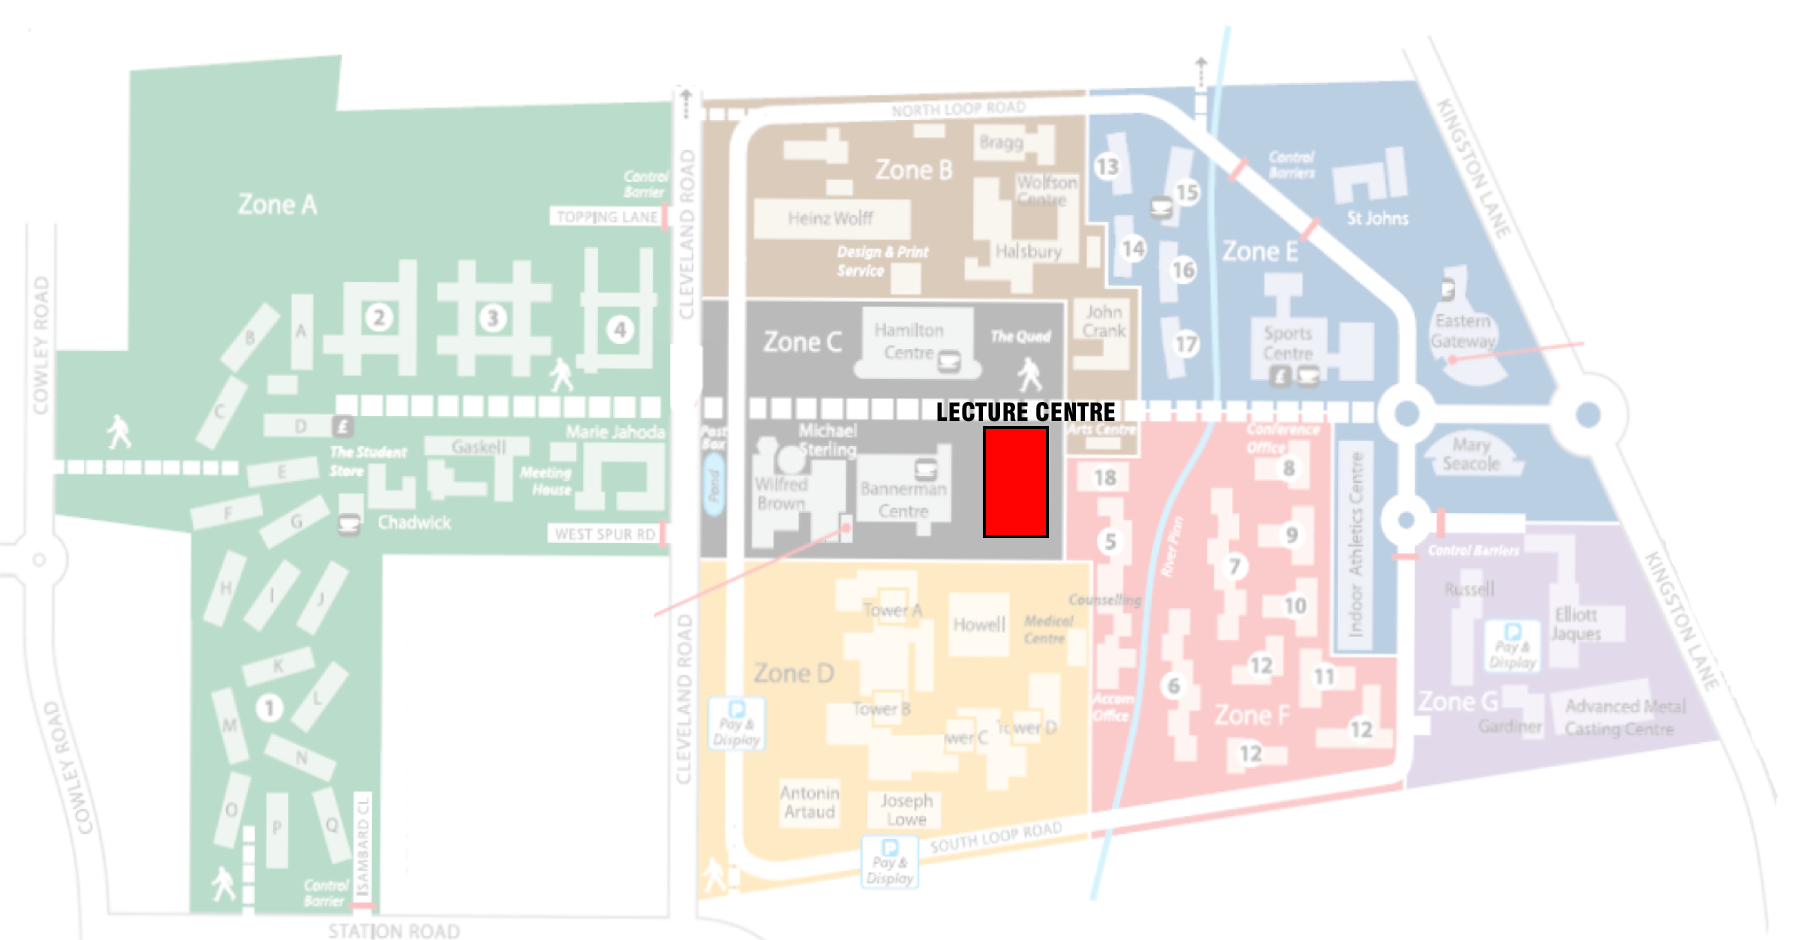 NORTH LOOP ROAD
KINGSTON LANE
Zone A
Control
Barrier
TOPPING LANE
CLEVELAND ROAD
COWLEY ROAD
Zone B
Bragg
Wolfson
Centre
Heinz Wolff
Halsbury
Design & Print
Service
13
15
14
16
17
Control
Barriers
St Johns
Zone E
2
3
4
B
A
C
D
£
Zone C
Hamilton
Centre
The Quad
John
Crank
Sports
Centre
£
Eastern
Gateway
LECTURE CENTRE
Arts Centre
Conference
Office
Marie Jahoda
The Student
Store
Gaskell
Meeting
House
Chadwick
WEST SPUR RD
E
F
G
H
I
J
K
L
M
N
O
P
Q
1
Post
Box
Pond
Michael
Sterling
Wilfred
Brown
Bannerman
Centre
18
5
River Pinn
7
8
9
10
Indoor Athletics Centre
Mary
Seacole
Control Barriers
KINGSTON LANE
Russell
Elliott
Jaques
P
Pay &
Display
Zone G
Gardiner
Advanced Metal
Casting Centre
Tower A
Howell
Medical
Centre
Counselling
Zone D
Tower B
wer C
Tower D
Accom
Office
6
12
11
Zone F
12
12
P
Pay &
Display
CLEVELAND ROAD
Antonin
Artaud
Joseph
Lowe
SOUTH LOOP ROAD
P
Pay &
Display
COWLEY ROAD
Control
Barrier
ISAMBARD CL
STATION ROAD